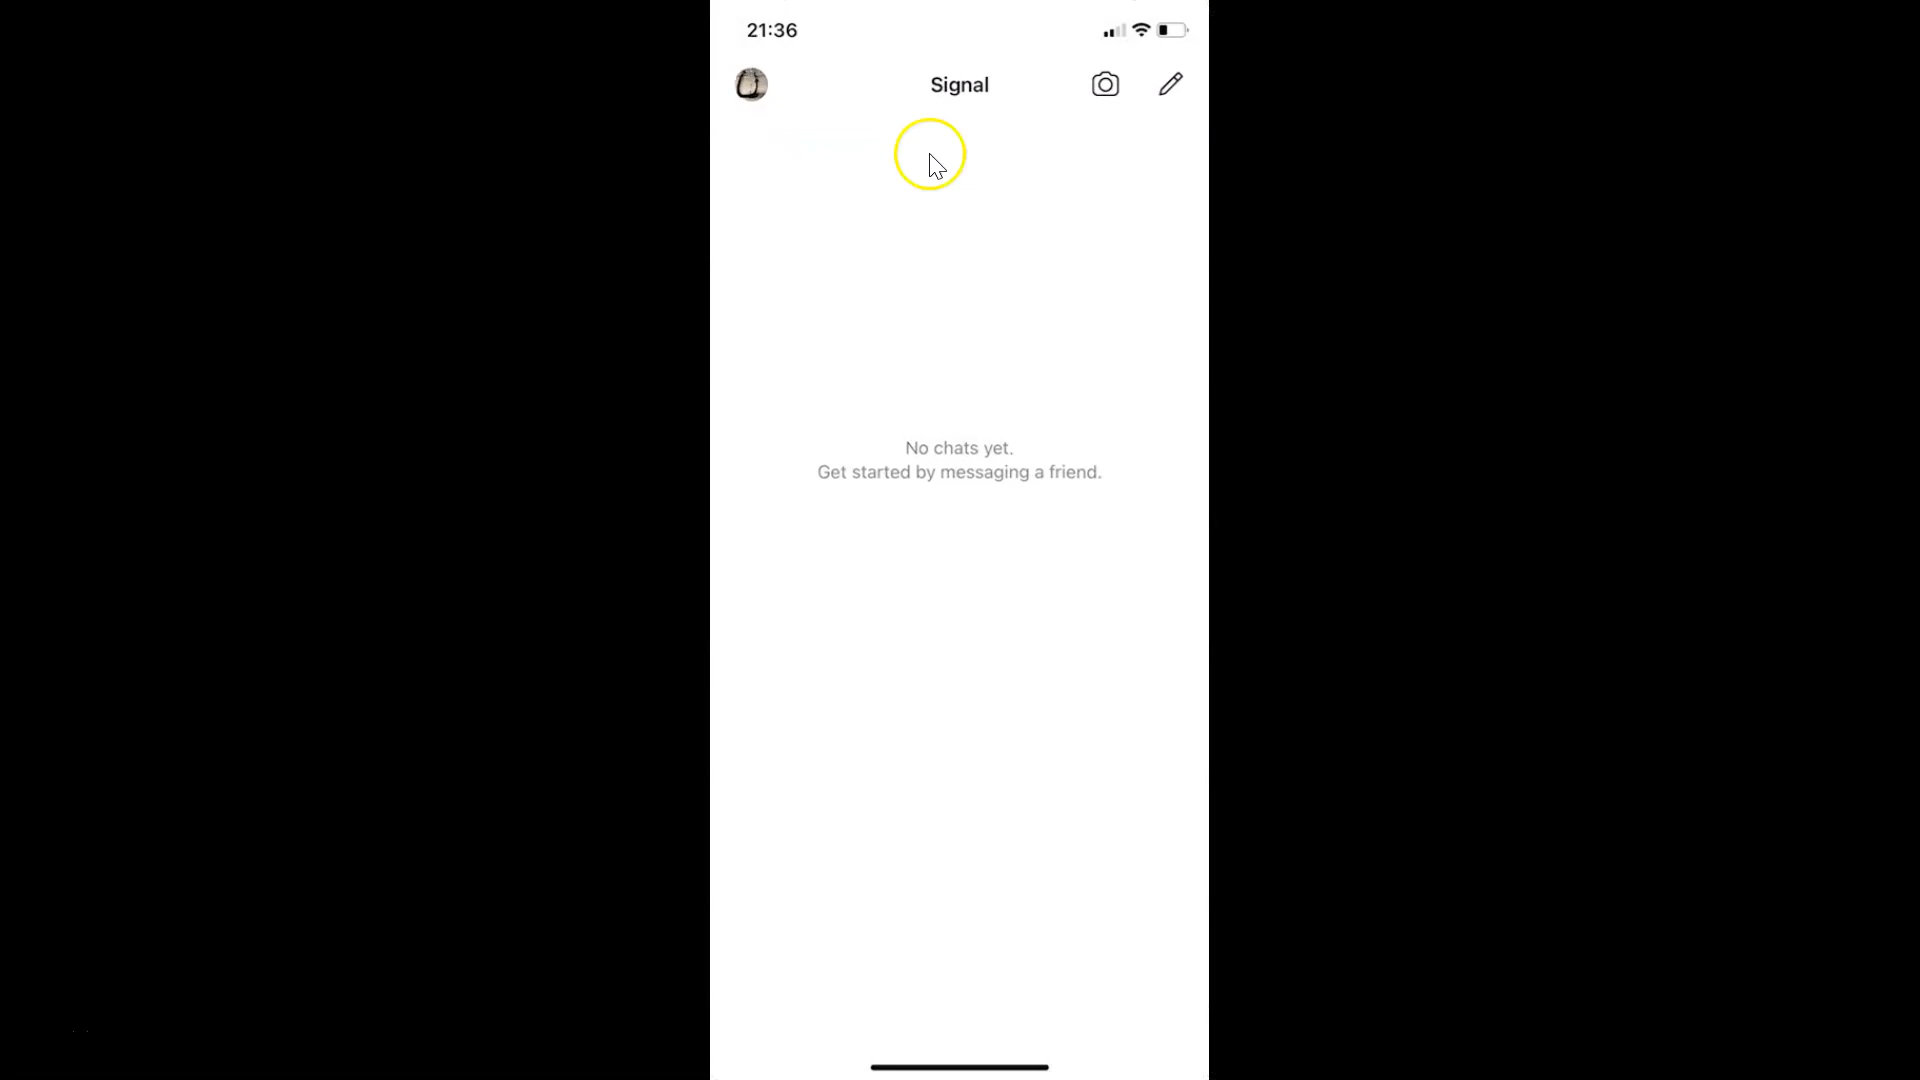 21:36
Signal
No chats yet.
Get started by messaging a friend.